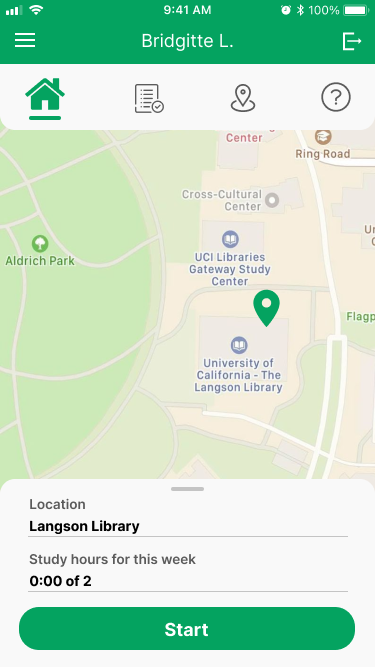 9:41 AM
100%
Bridgitte L.
?
Center
Ring Road
Cross-Cultural
Center
UCI Libraries
Gateway Study
Center
Aldrich Park
Flagp
University of
California - The
Langson Library
Location
Langson Library
Study hours for this week
0:00 of 2
Start